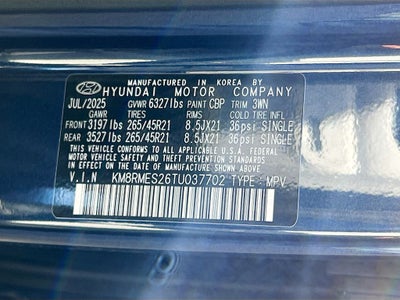 MANUFACTURED IN KOREA BY
HYUNDAI MOTOR COMPANY
JUL/2025 GVWR 6327lbs PAINT CBP TRIM 3WN
GAWR TIRES RIMS COLD TIRE INFL
FRONT 3197lbs 265/45R21 8.5JX21 36psi SINGLE
REAR 3527lbs 265/45R21 8.5JX21 36psi SINGLE
THIS VEHICLE CONFORMS TO ALL APPLICABLE U.S.A.
FEDERAL MOTOR VEHICLE SAFETY STANDARDS
IN EFFECT ON THE DATE OF MANUFACTURE
SHOWN ABOVE.
V.I.N KM8RMES26TU037702 TYPE : MPV